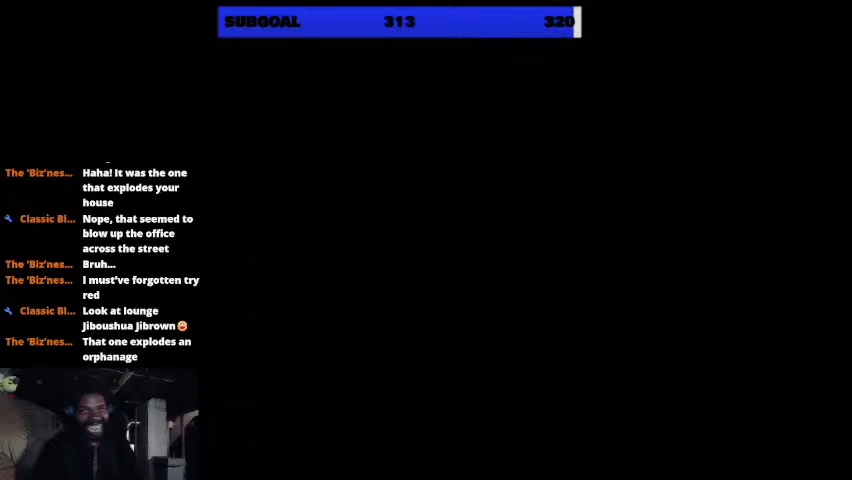 SUBGOAL 313 320
The 'Biz'nes... Haha! It was the one
that explodes your
house
Classic Bl... Nope, that seemed to
blow up the office
across the street
The 'Biz'nes... Bruh...
The 'Biz'nes... I must've forgotten try
red
Classic Bl... Look at lounge
Jiboushua Jibrown😆
The 'Biz'nes... That one explodes an
orphanage